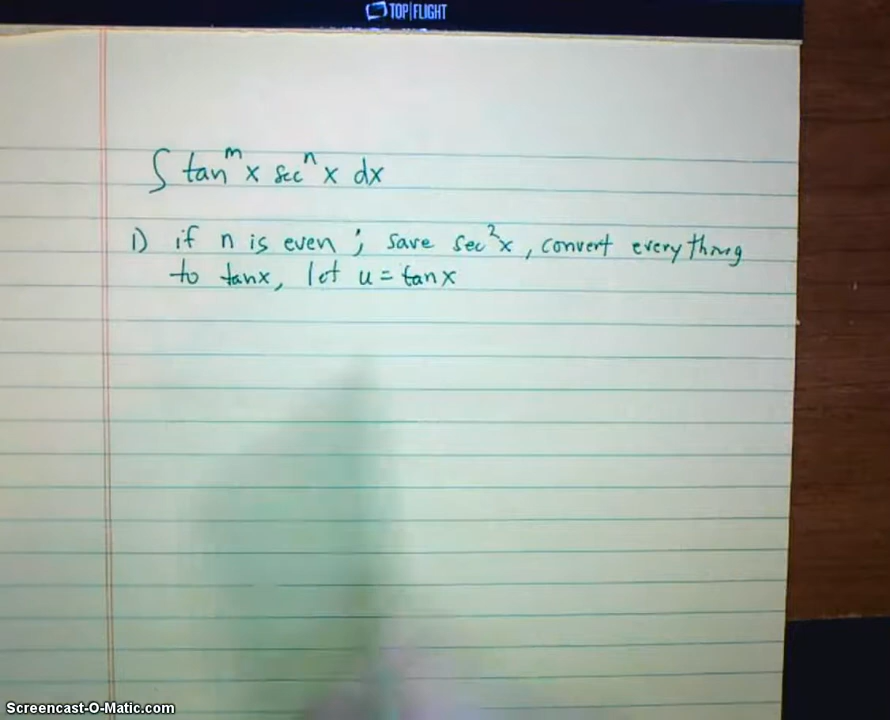 TOP|FLIGHT
∫ tan^m x sec^n x dx
1) if n is even ; save sec^2 x , convert everything
to tanx, let u = tan x
Screencast-O-Matic.com